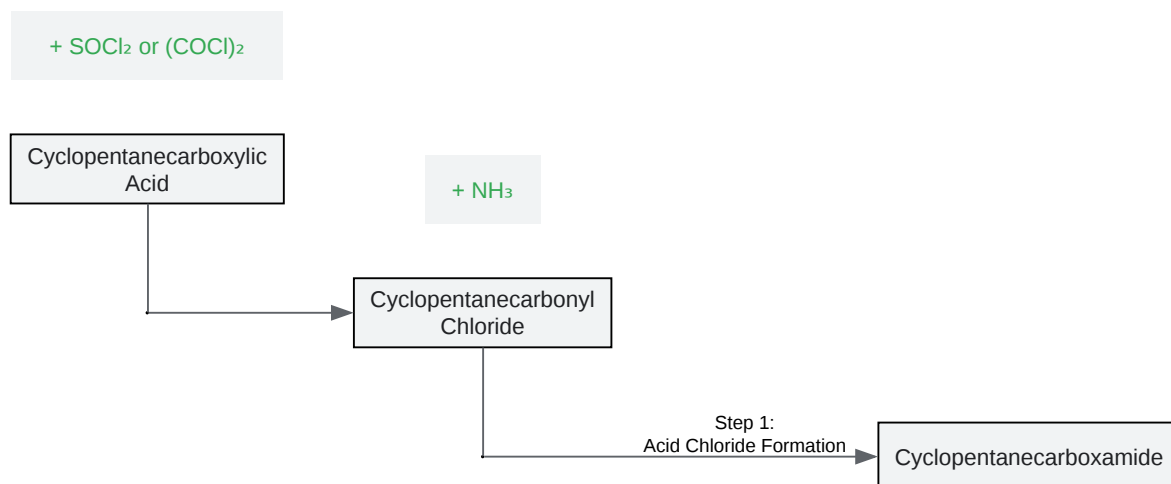 + SOCl₂ or (COCl)₂
Cyclopentanecarboxylic
Acid
+ NH₃
Cyclopentanecarbonyl
Chloride
Step 1:
Acid Chloride Formation
Cyclopentanecarboxamide